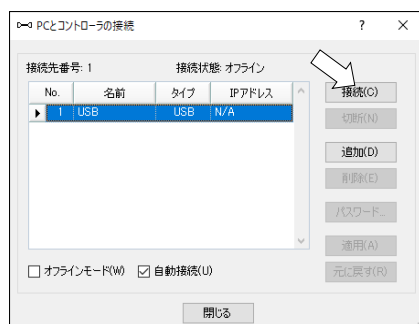 PCとコントローラの接続
接続先番号: 1 接続状態: オフライン
No. 名前 タイプ IPアドレス
1 USB USB N/A
接続(C)
切断(N)
追加(D)
削除(E)
パスワード...
適用(A)
元に戻す(R)
オフラインモード(W) 自動接続(U)
閉じる